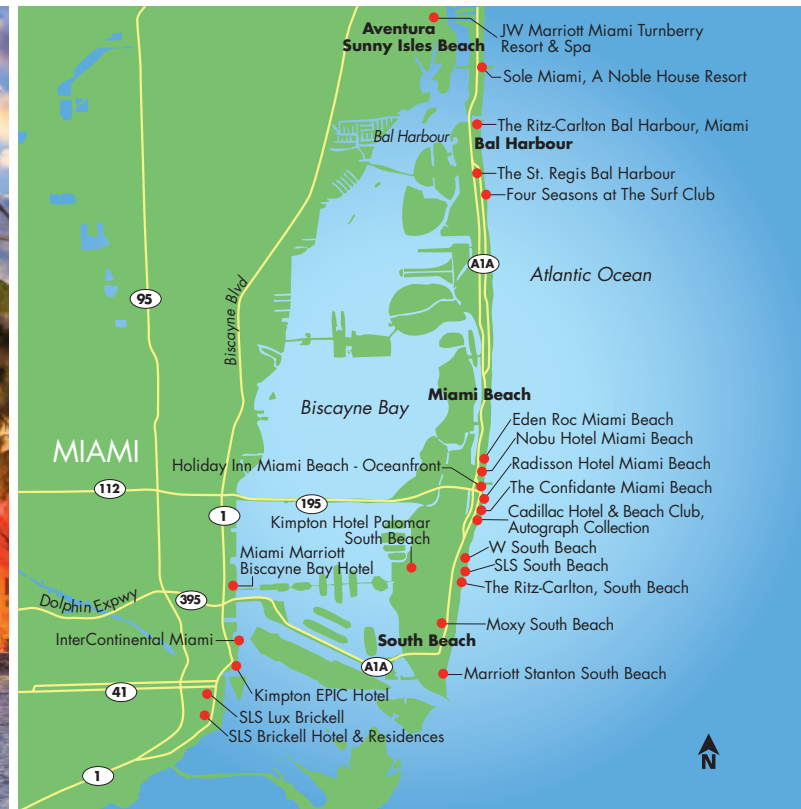 Aventura
Sunny Isles Beach
JW Marriott Miami Turnberry
Resort & Spa
Sole Miami, A Noble House Resort
The Ritz-Carlton Bal Harbour, Miami
Bal Harbour
Bal Harbour
The St. Regis Bal Harbour
Four Seasons at The Surf Club
A1A
Atlantic Ocean
95
Biscayne Blvd
Miami Beach
Biscayne Bay
Eden Roc Miami Beach
Nobu Hotel Miami Beach
MIAMI
Holiday Inn Miami Beach - Oceanfront
Radisson Hotel Miami Beach
The Confidante Miami Beach
112
195
1
Cadillac Hotel & Beach Club,
Autograph Collection
Kimpton Hotel Palomar
South Beach
W South Beach
Miami Marriott
Biscayne Bay Hotel
SLS South Beach
The Ritz-Carlton, South Beach
Dolphin Expwy
395
Moxy South Beach
InterContinental Miami
South Beach
A1A
Marriott Stanton South Beach
41
Kimpton EPIC Hotel
SLS Lux Brickell
SLS Brickell Hotel & Residences
1
N